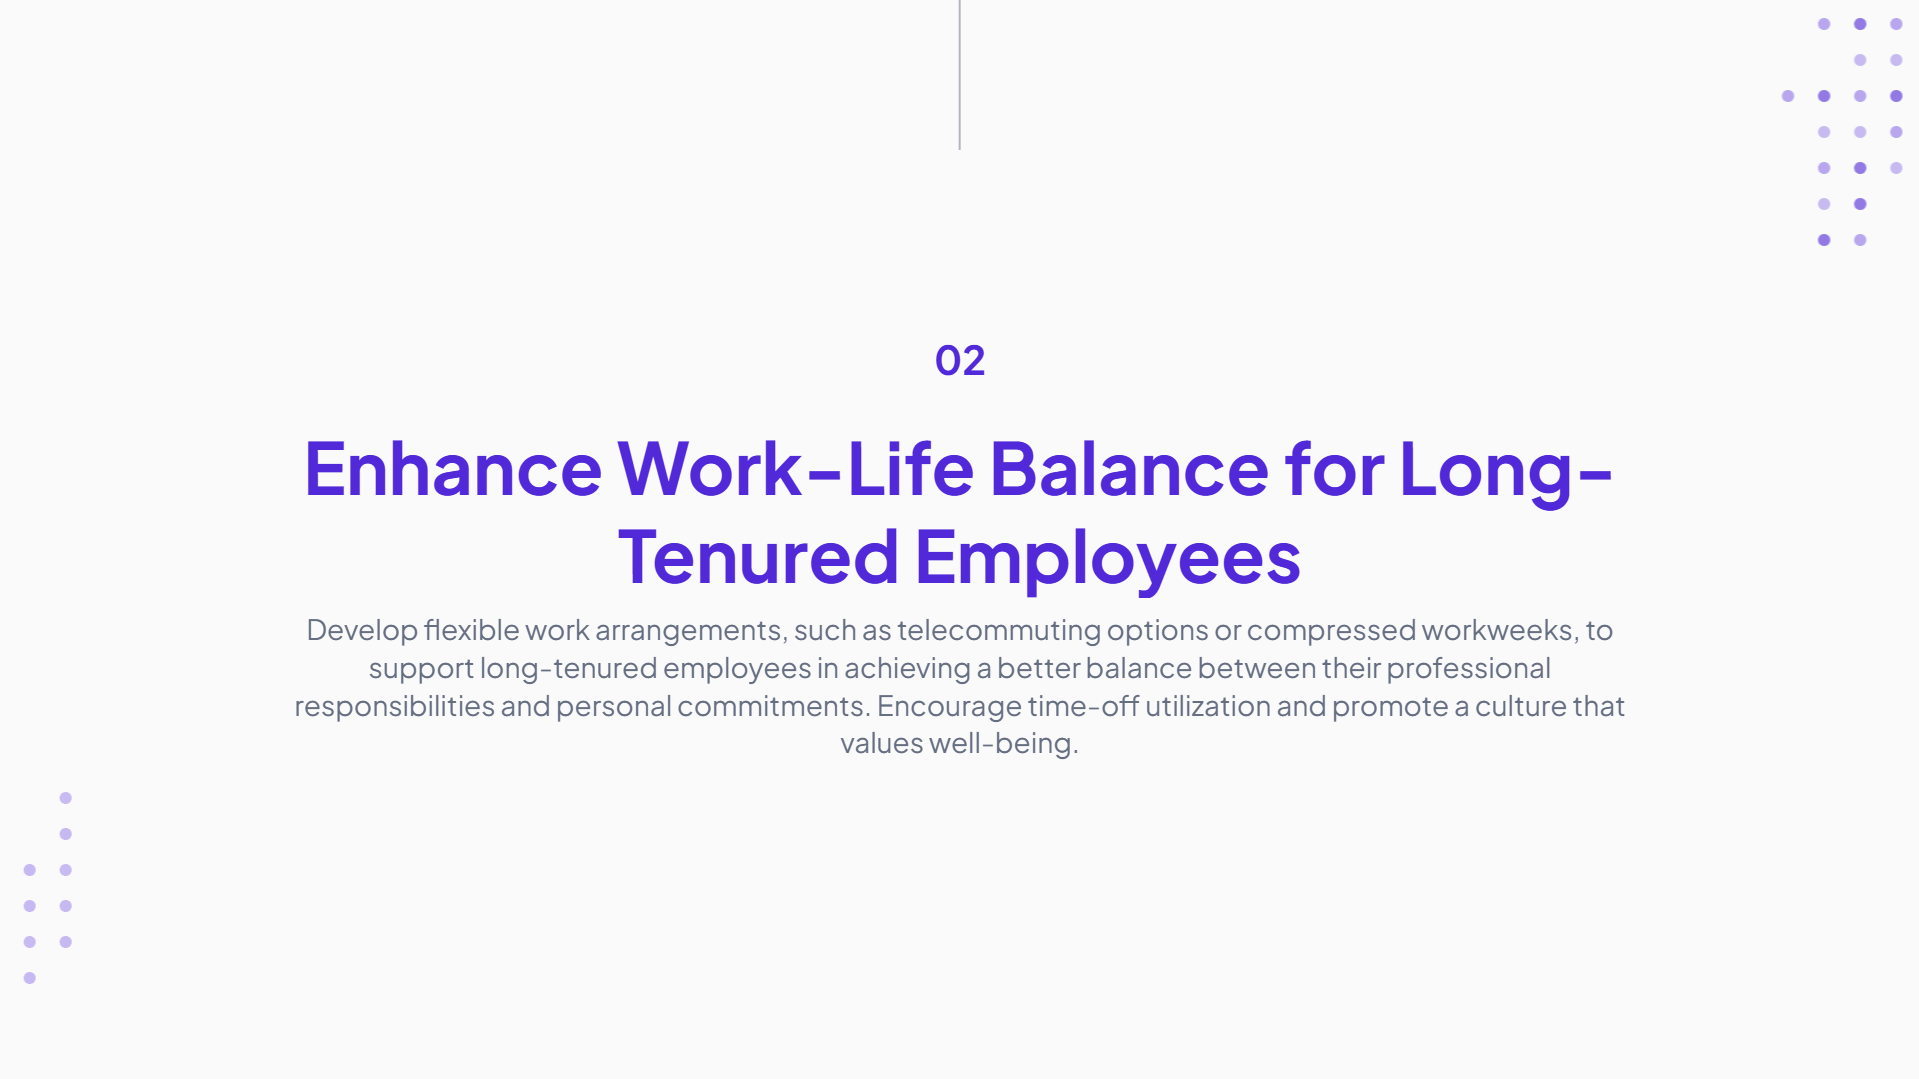 02
Enhance Work-Life Balance for Long-
Tenured Employees
Develop flexible work arrangements, such as telecommuting options or compressed workweeks, to
support long-tenured employees in achieving a better balance between their professional
responsibilities and personal commitments. Encourage time-off utilization and promote a culture that
values well-being.